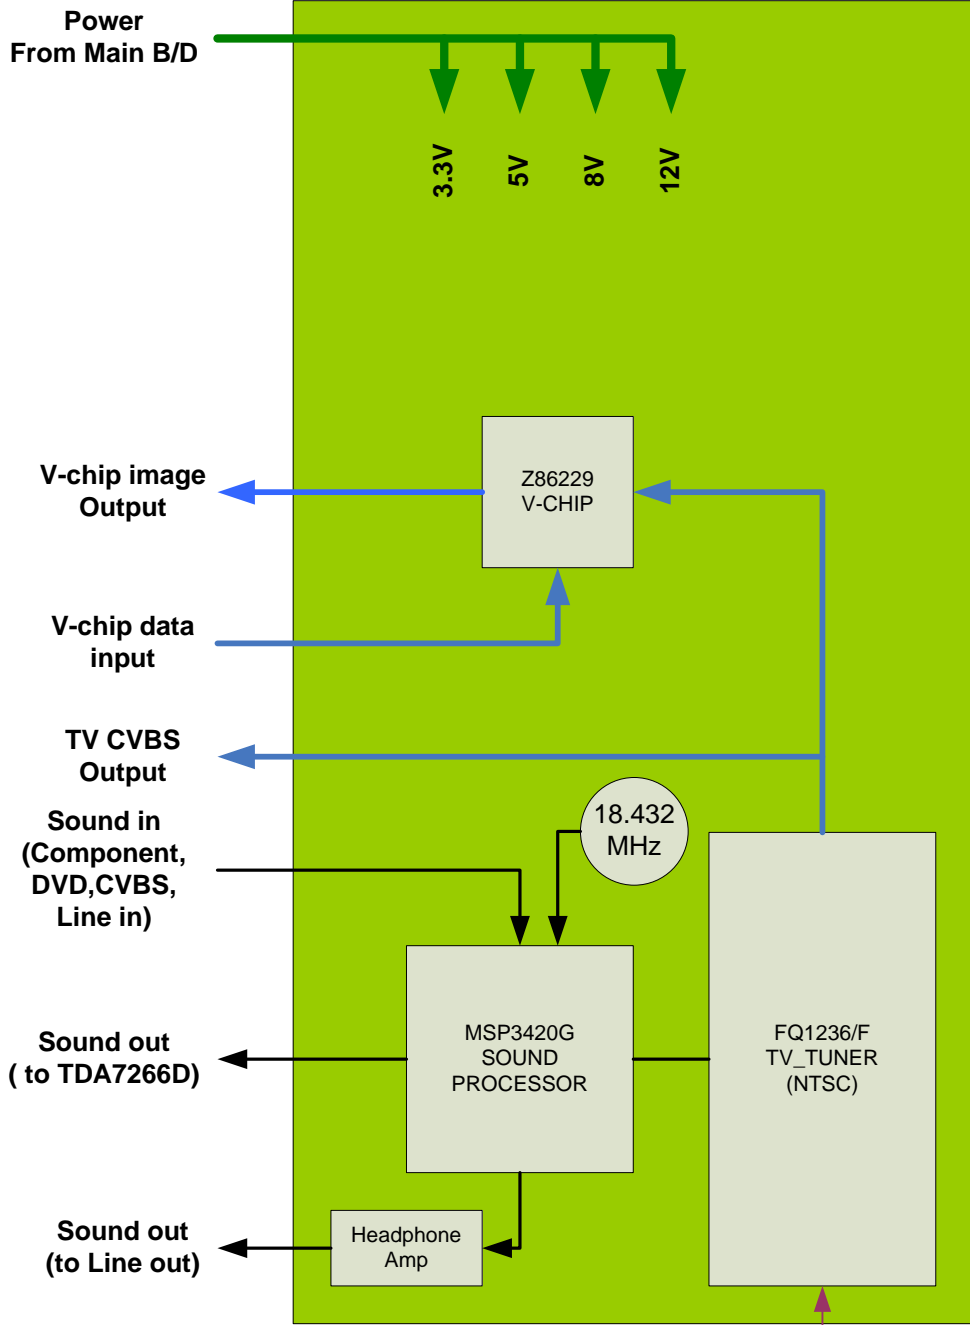 Power
From Main B/D
3.3V
5V
8V
12V
V-chip image
Output
Z86229
V-CHIP
V-chip data
input
TV CVBS
Output
Sound in
(Component,
DVD,CVBS,
Line in)
18.432
MHz
MSP3420G
SOUND
PROCESSOR
FQ1236/F
TV_TUNER
(NTSC)
Sound out
( to TDA7266D)
Headphone
Amp
Sound out
(to Line out)